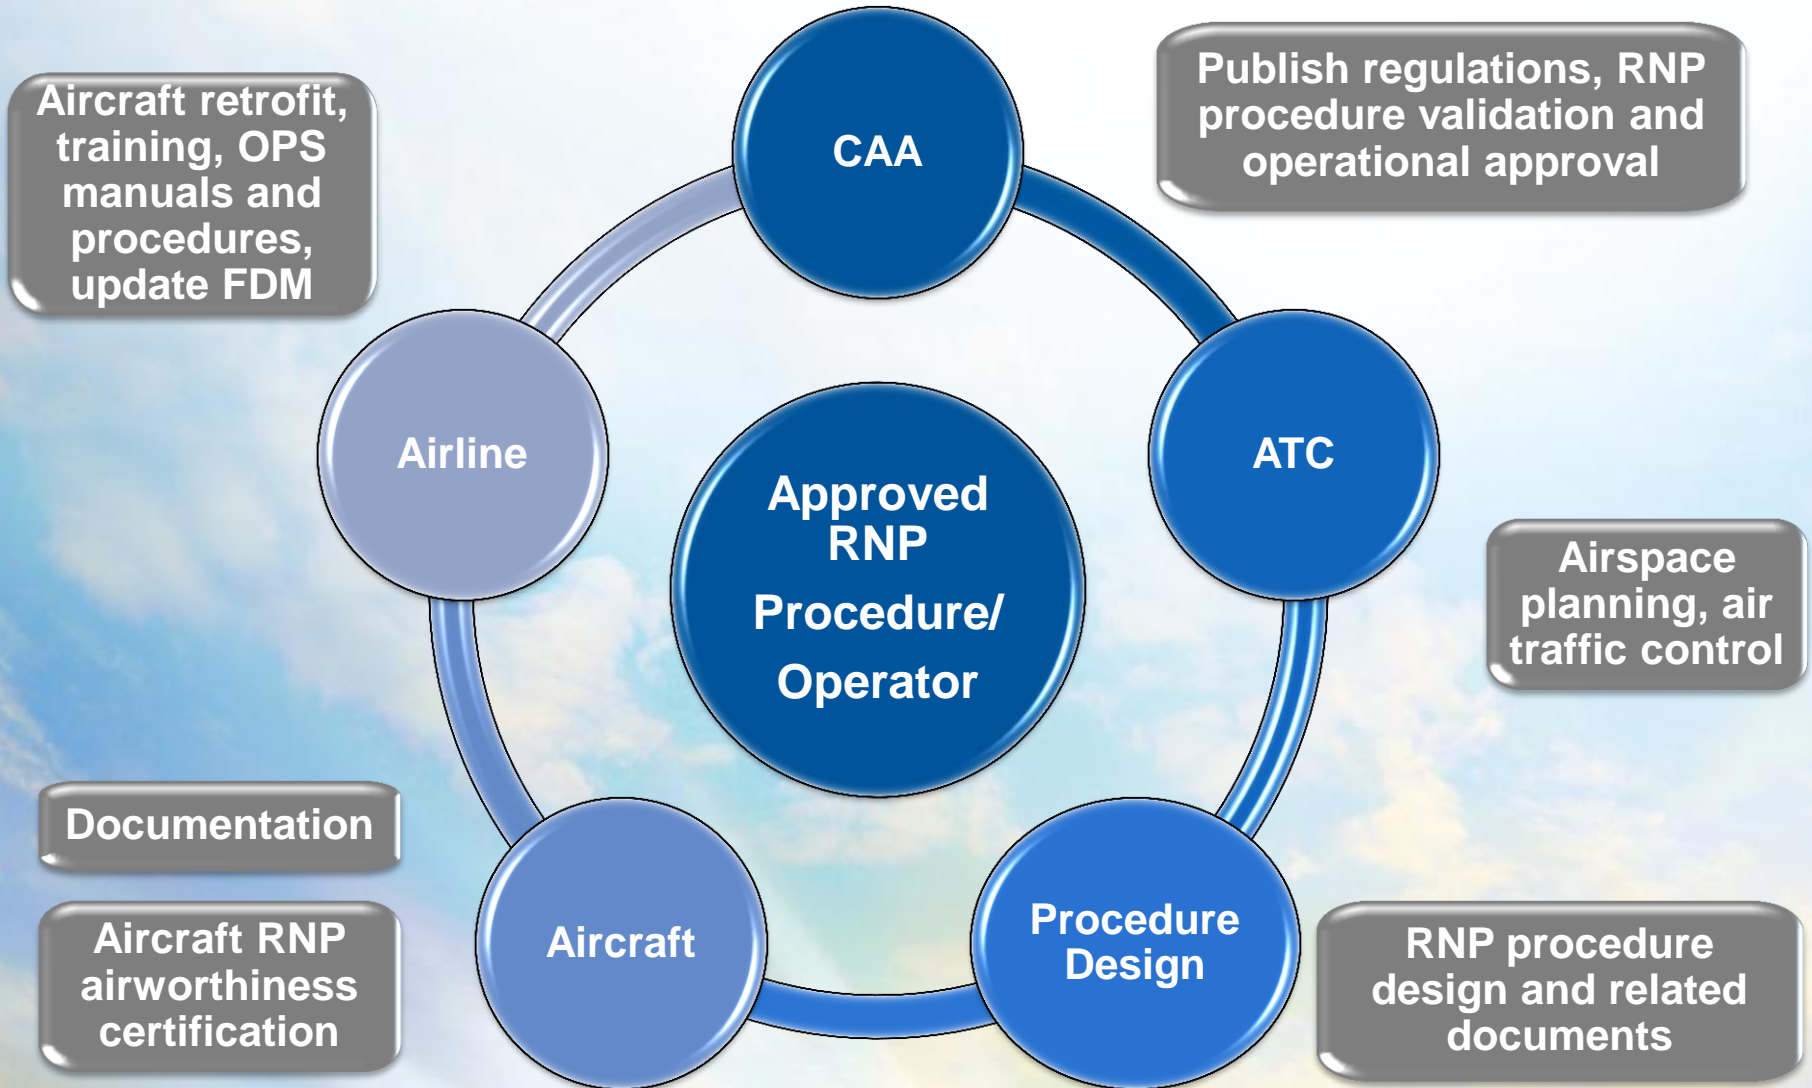 CAA
Publish regulations, RNP
procedure validation and
operational approval
Aircraft retrofit,
training, OPS
manuals and
procedures,
update FDM
Airline
ATC
Approved
RNP
Procedure/
Operator
Airspace
planning, air
traffic control
Documentation
Aircraft RNP
airworthiness
certification
Aircraft
Procedure
Design
RNP procedure
design and related
documents